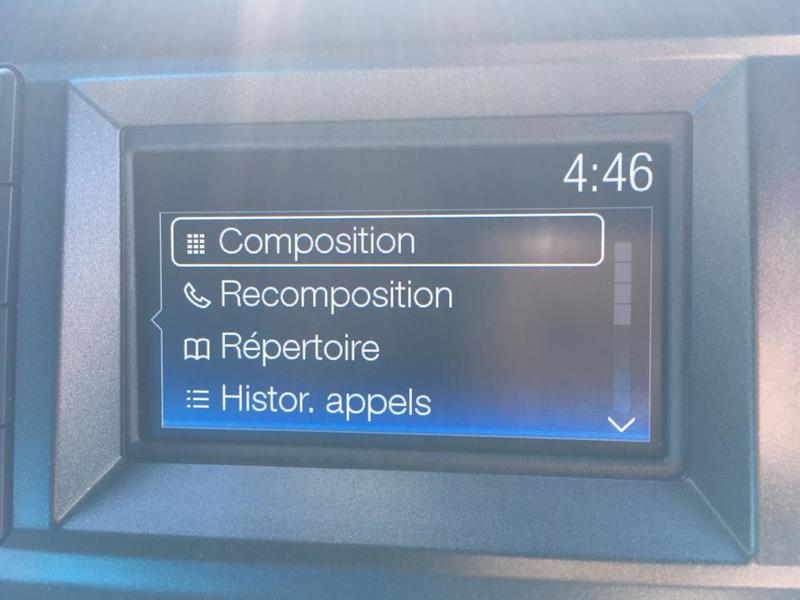 4:46
Composition
Recomposition
Répertoire
Histor. appels